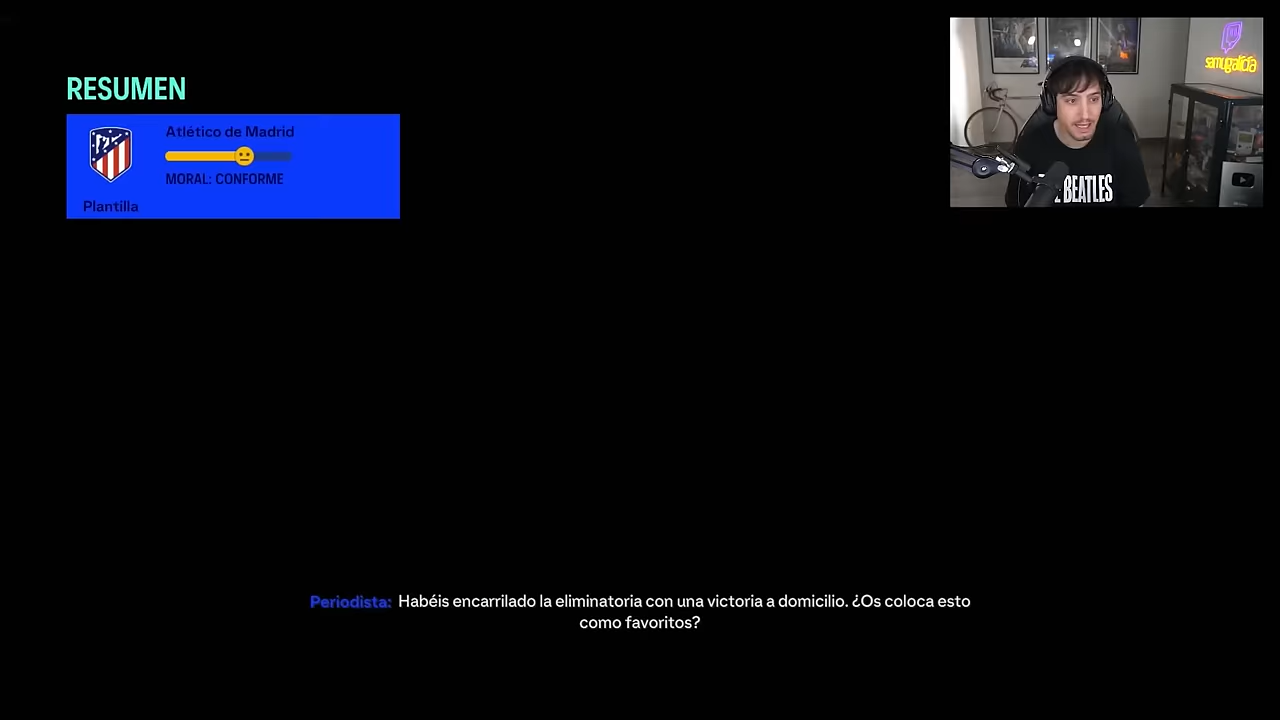 RESUMEN
Atlético de Madrid
MORAL: CONFORME
Plantilla
samugalicia
BEATLES
Periodista: Habéis encarrilado la eliminatoria con una victoria a domicilio. ¿Os coloca esto
como favoritos?